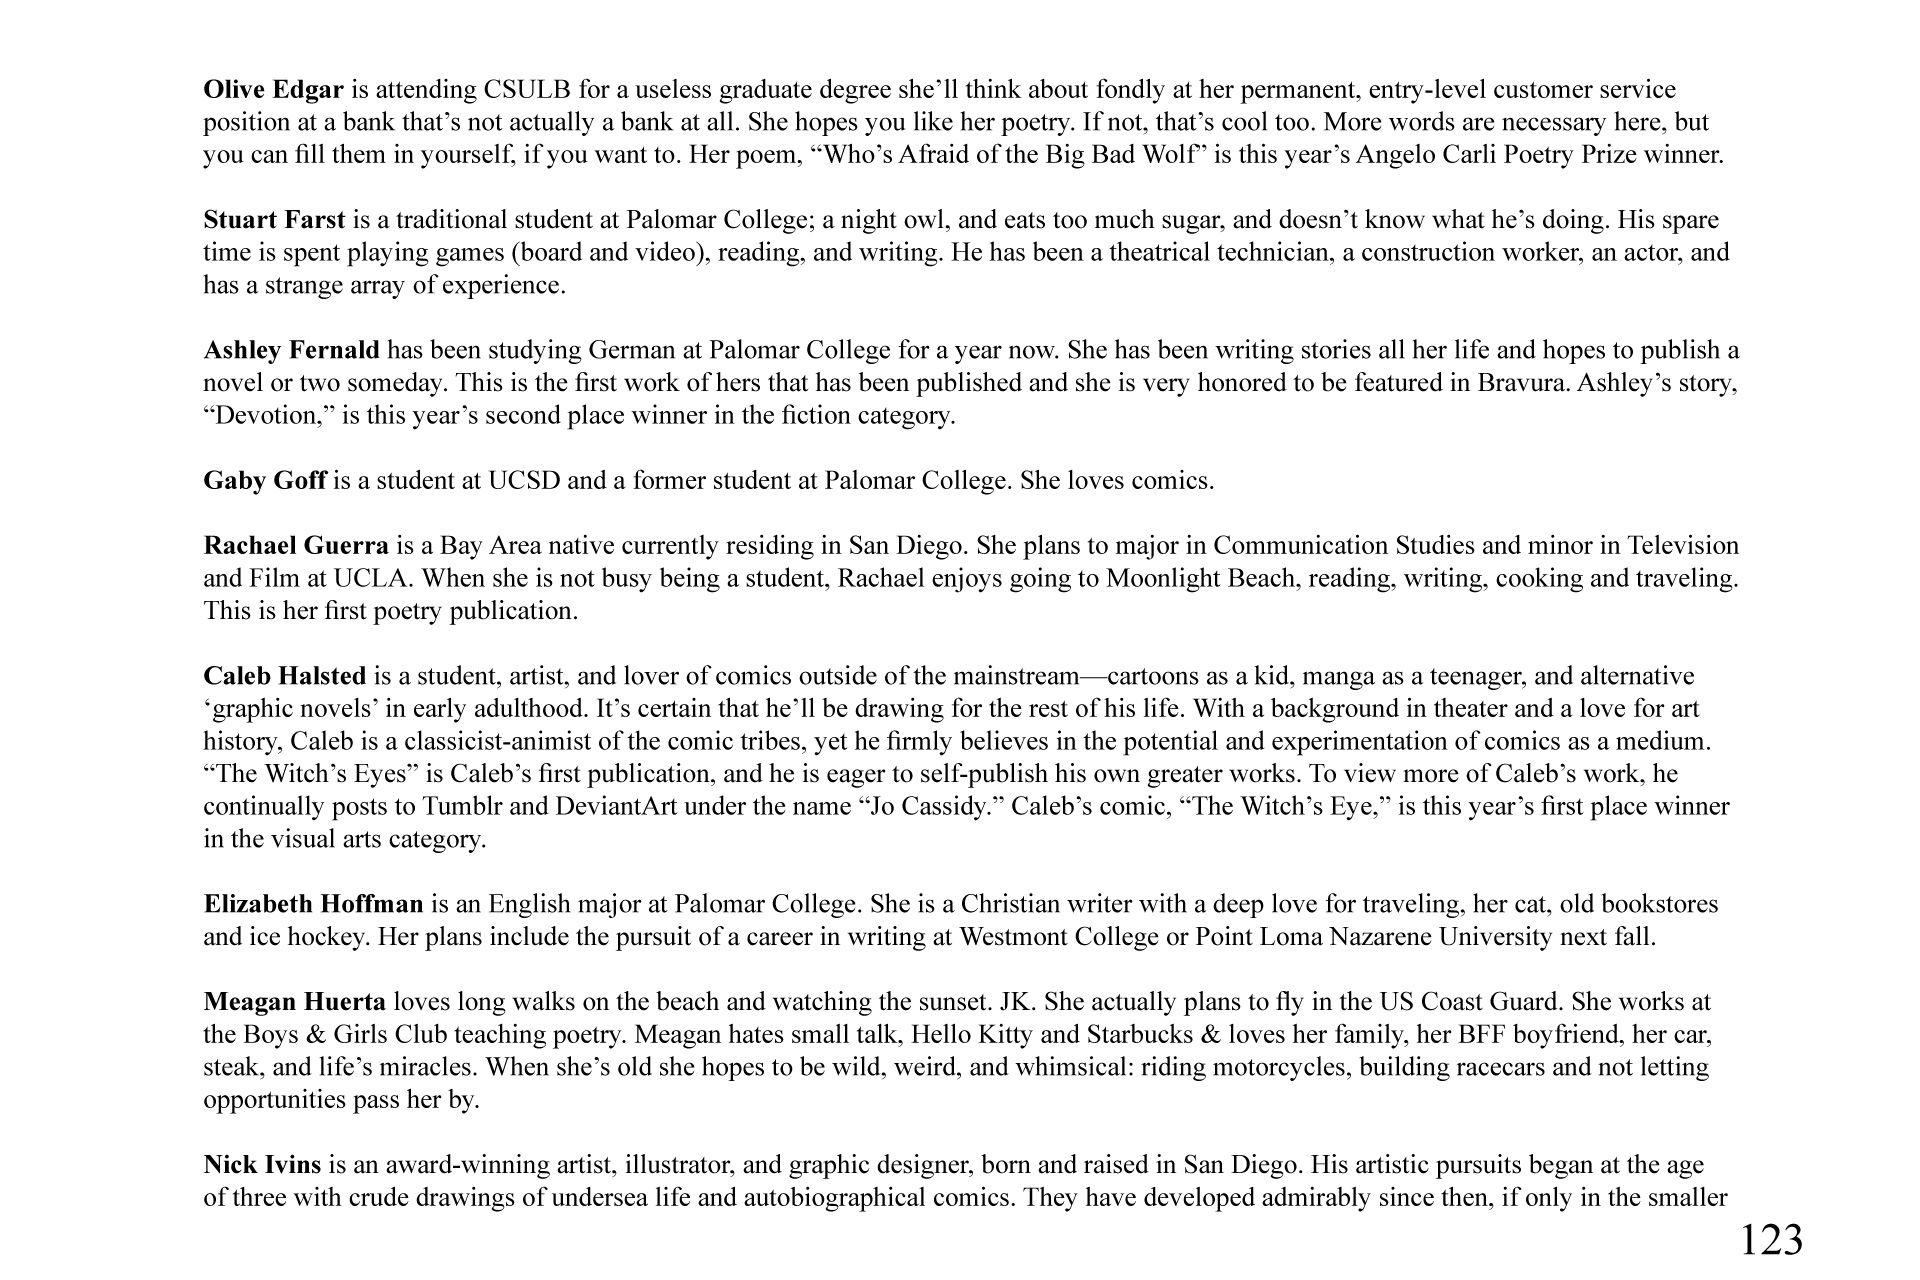 Olive Edgar is attending CSULB for a useless graduate degree she’ll think about fondly at her permanent, entry-level customer service
position at a bank that’s not actually a bank at all. She hopes you like her poetry. If not, that’s cool too. More words are necessary here, but
you can fill them in yourself, if you want to. Her poem, “Who’s Afraid of the Big Bad Wolf” is this year’s Angelo Carli Poetry Prize winner.
Stuart Farst is a traditional student at Palomar College; a night owl, and eats too much sugar, and doesn’t know what he’s doing. His spare
time is spent playing games (board and video), reading, and writing. He has been a theatrical technician, a construction worker, an actor, and
has a strange array of experience.
Ashley Fernald has been studying German at Palomar College for a year now. She has been writing stories all her life and hopes to publish a
novel or two someday. This is the first work of hers that has been published and she is very honored to be featured in Bravura. Ashley’s story,
“Devotion,” is this year’s second place winner in the fiction category.
Gaby Goff is a student at UCSD and a former student at Palomar College. She loves comics.
Rachael Guerra is a Bay Area native currently residing in San Diego. She plans to major in Communication Studies and minor in Television
and Film at UCLA. When she is not busy being a student, Rachael enjoys going to Moonlight Beach, reading, writing, cooking and traveling.
This is her first poetry publication.
Caleb Halsted is a student, artist, and lover of comics outside of the mainstream—cartoons as a kid, manga as a teenager, and alternative
‘graphic novels’ in early adulthood. It’s certain that he’ll be drawing for the rest of his life. With a background in theater and a love for art
history, Caleb is a classicist-animist of the comic tribes, yet he firmly believes in the potential and experimentation of comics as a medium.
“The Witch’s Eyes” is Caleb’s first publication, and he is eager to self-publish his own greater works. To view more of Caleb’s work, he
continually posts to Tumblr and DeviantArt under the name “Jo Cassidy.” Caleb’s comic, “The Witch’s Eye,” is this year’s first place winner
in the visual arts category.
Elizabeth Hoffman is an English major at Palomar College. She is a Christian writer with a deep love for traveling, her cat, old bookstores
and ice hockey. Her plans include the pursuit of a career in writing at Westmont College or Point Loma Nazarene University next fall.
Meagan Huerta loves long walks on the beach and watching the sunset. JK. She actually plans to fly in the US Coast Guard. She works at
the Boys & Girls Club teaching poetry. Meagan hates small talk, Hello Kitty and Starbucks & loves her family, her BFF boyfriend, her car,
steak, and life’s miracles. When she’s old she hopes to be wild, weird, and whimsical: riding motorcycles, building racecars and not letting
opportunities pass her by.
Nick Ivins is an award-winning artist, illustrator, and graphic designer, born and raised in San Diego. His artistic pursuits began at the age
of three with crude drawings of undersea life and autobiographical comics. They have developed admirably since then, if only in the smaller
123